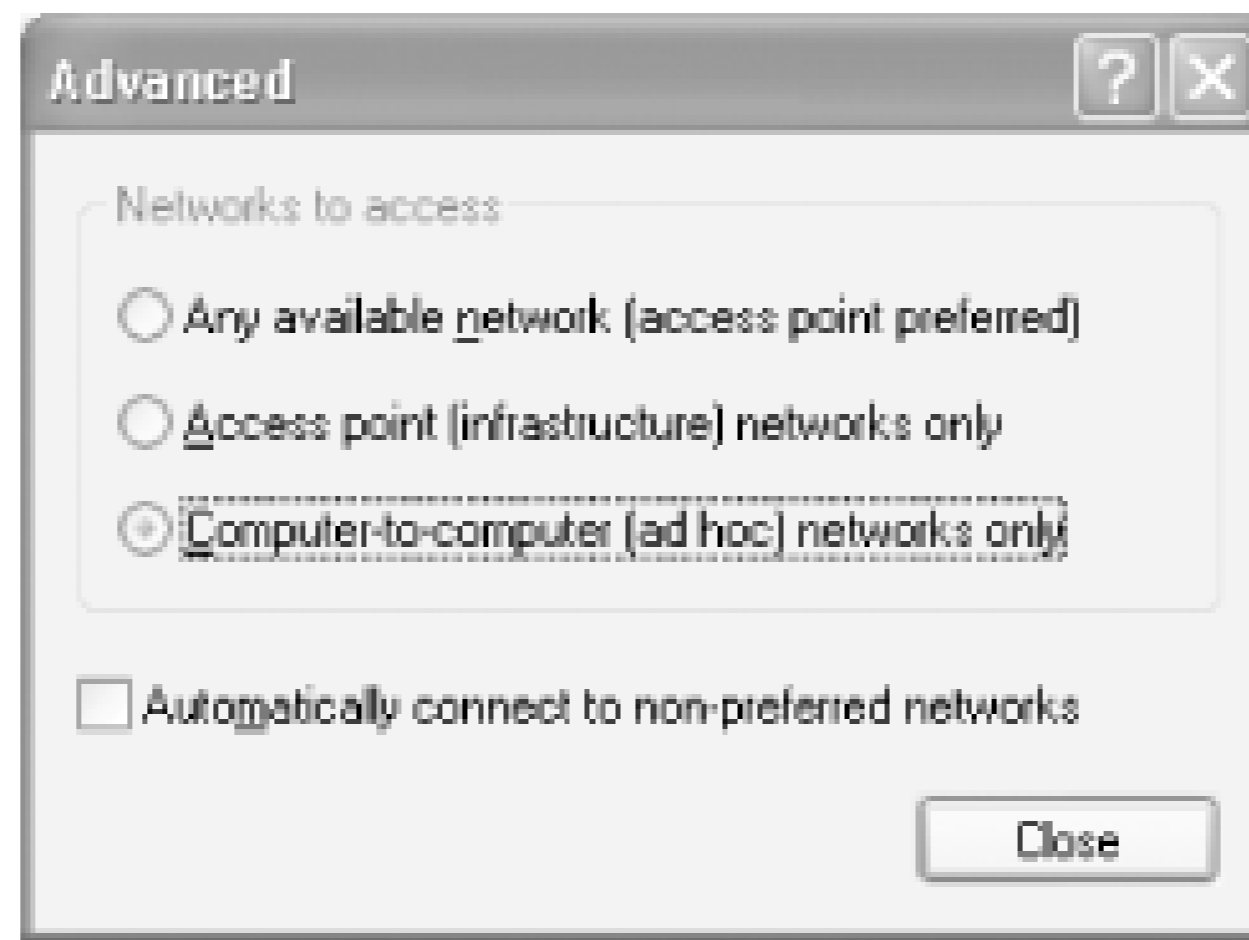 Advanced
Networks to access
Any available network (access point preferred)
Access point (infrastructure) networks only
Computer-to-computer (ad hoc) networks only
Automatically connect to non-preferred networks
Close